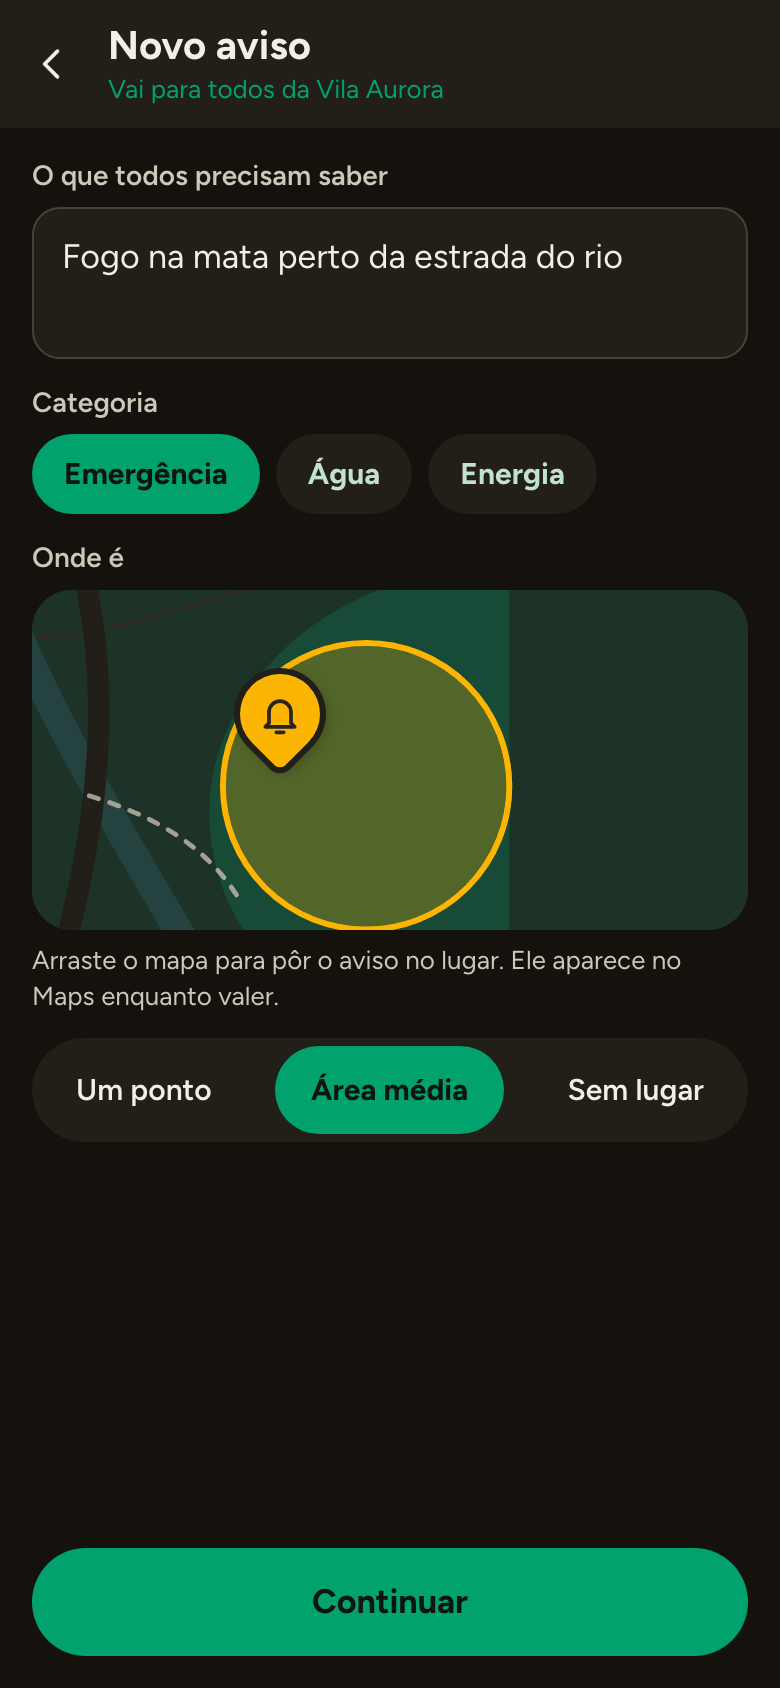 Novo aviso
Vai para todos da Vila Aurora
O que todos precisam saber
Fogo na mata perto da estrada do rio
Categoria
Emergência
Água
Energia
Onde é
Arraste o mapa para pôr o aviso no lugar. Ele aparece no
Maps enquanto valer.
Um ponto
Área média
Sem lugar
Continuar